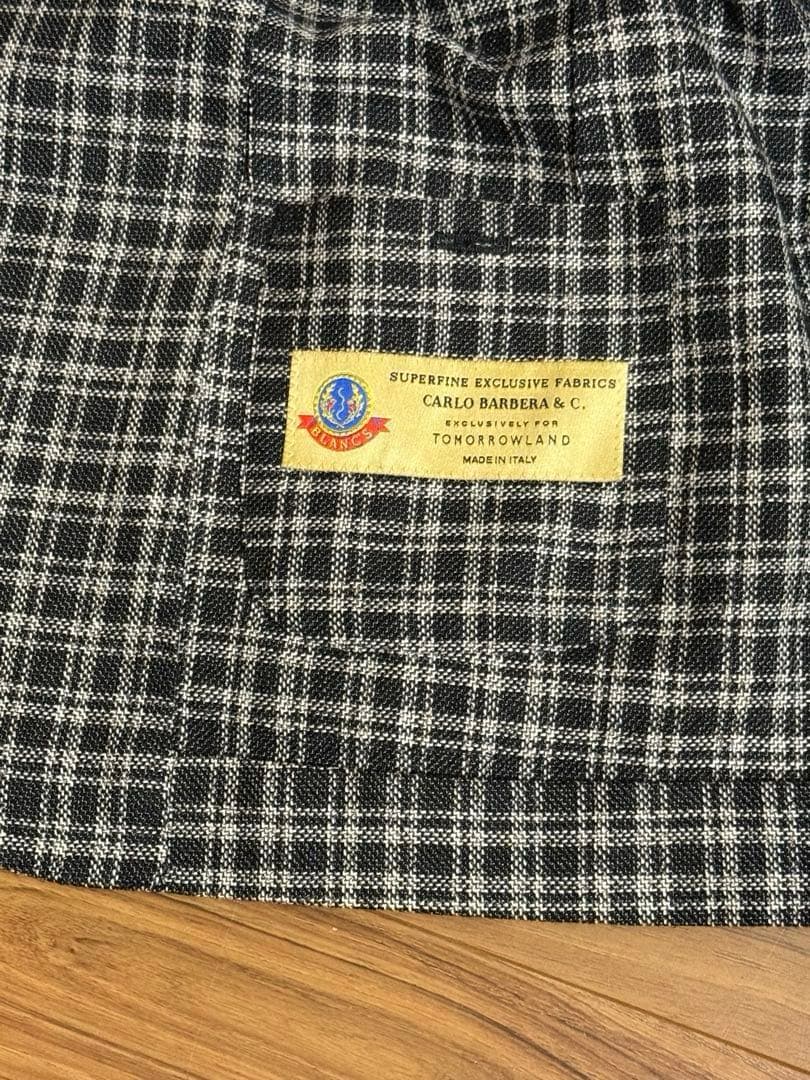 SUPERFINE EXCLUSIVE FABRICS
CARLO BARBERA & C.
EXCLUSIVELY FOR
TOMORROWLAND
MADE IN ITALY
BLANC'S